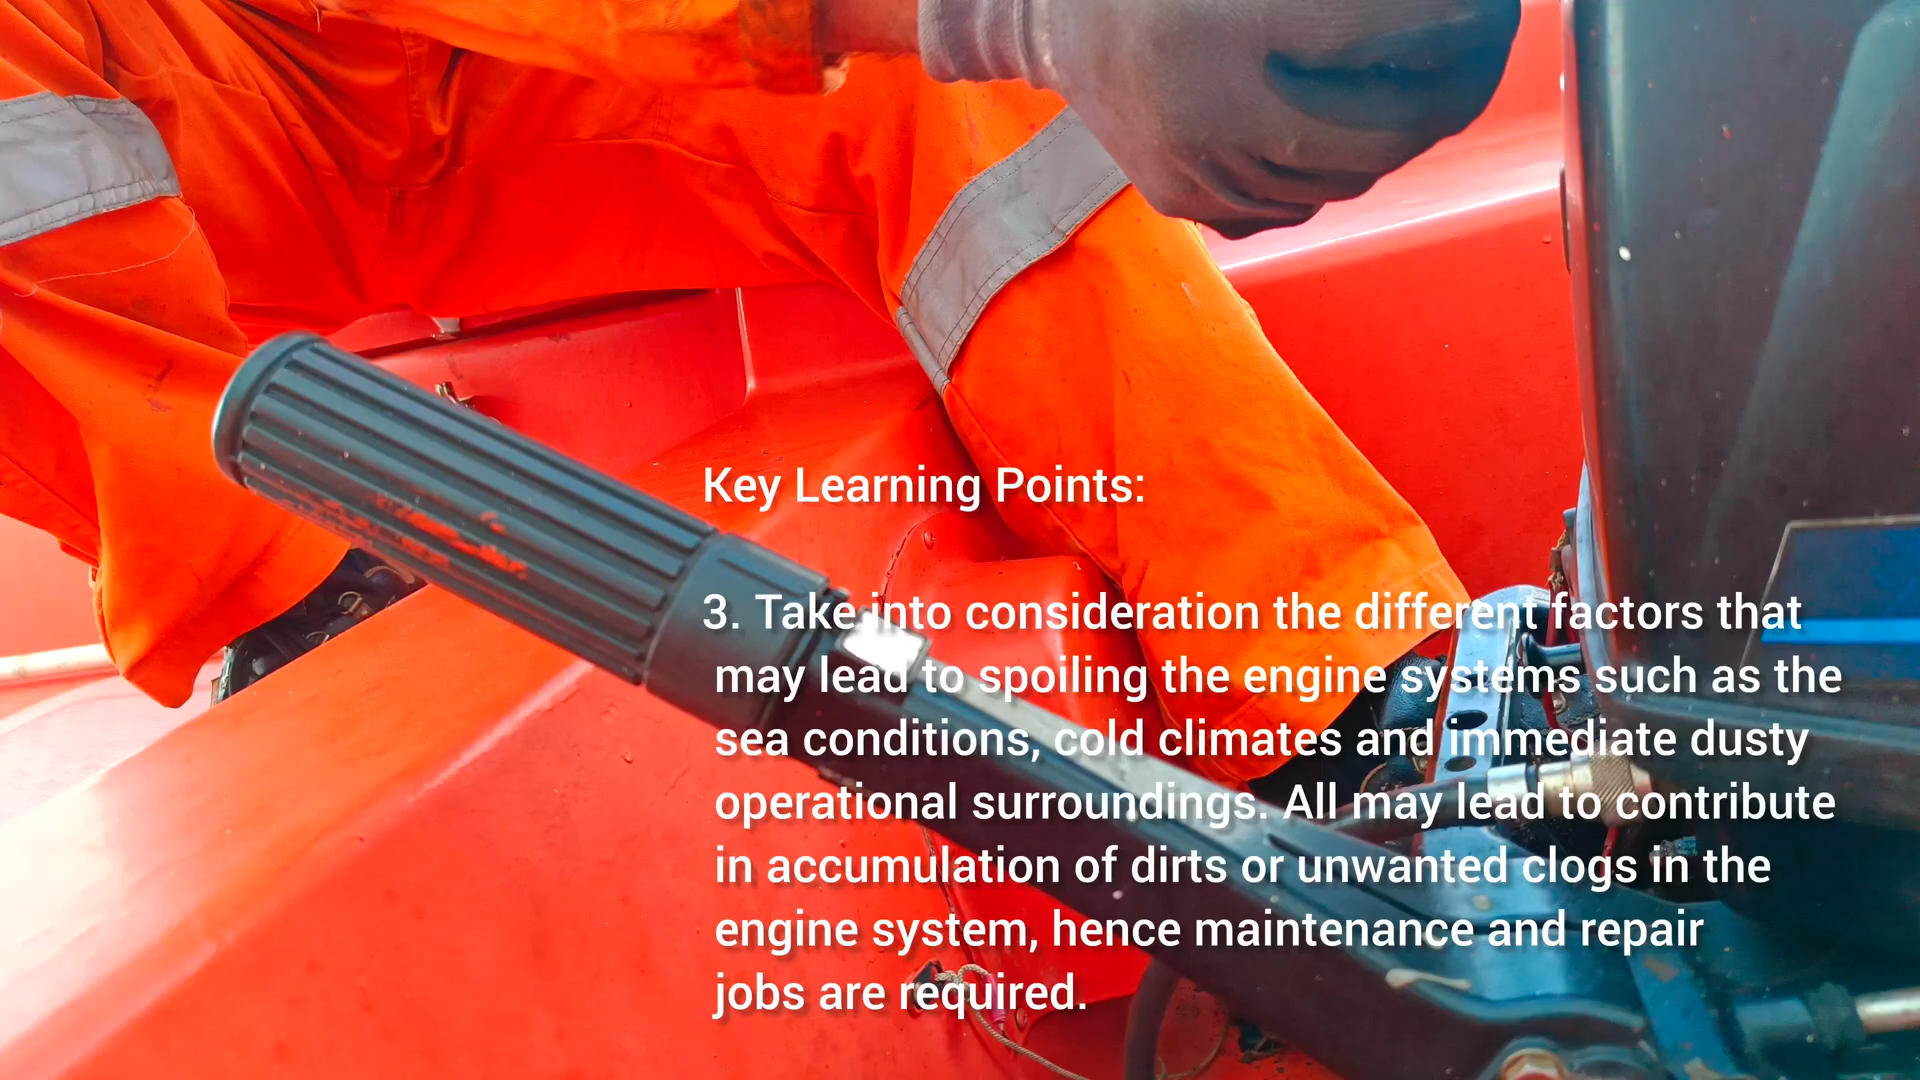 Key Learning Points:
3. Take into consideration the different factors that
may lead to spoiling the engine systems such as the
sea conditions, cold climates and immediate dusty
operational surroundings. All may lead to contribute
in accumulation of dirts or unwanted clogs in the
engine system, hence maintenance and repair
jobs are required.